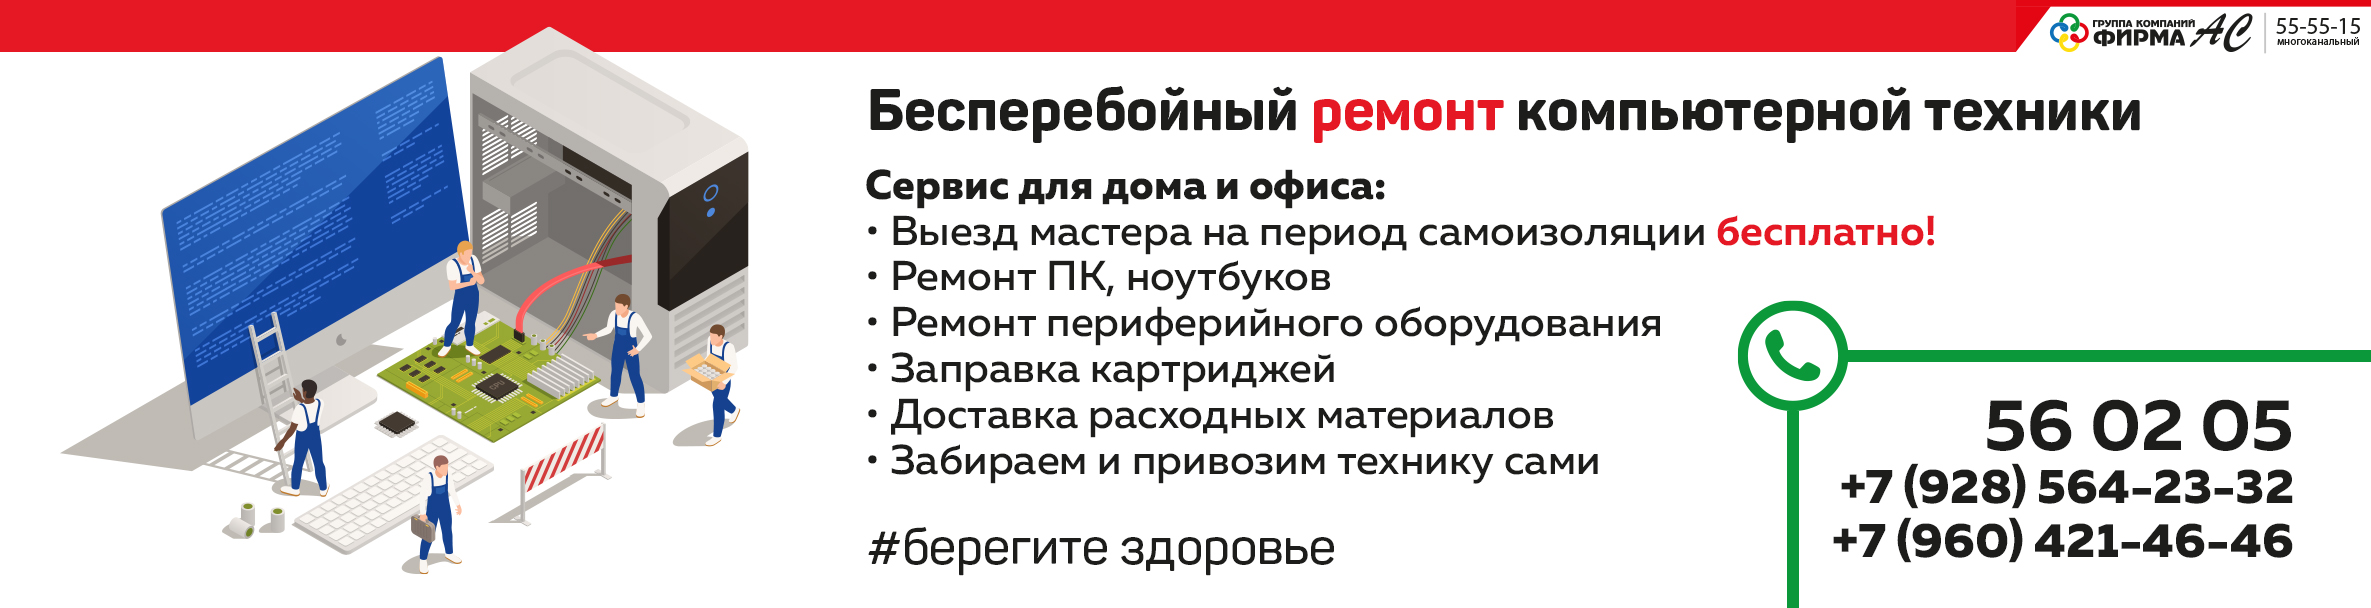 ГРУППА КОМПАНИЙ
ФИРМА АС
55-55-15
многоканальный
Бесперебойный ремонт компьютерной техники
Сервис для дома и офиса:
• Выезд мастера на период самоизоляции бесплатно!
• Ремонт ПК, ноутбуков
• Ремонт периферийного оборудования
• Заправка картриджей
• Доставка расходных материалов
• Забираем и привозим технику сами
#берегите здоровье
56 02 05
+7 (928) 564-23-32
+7 (960) 421-46-46
CPU